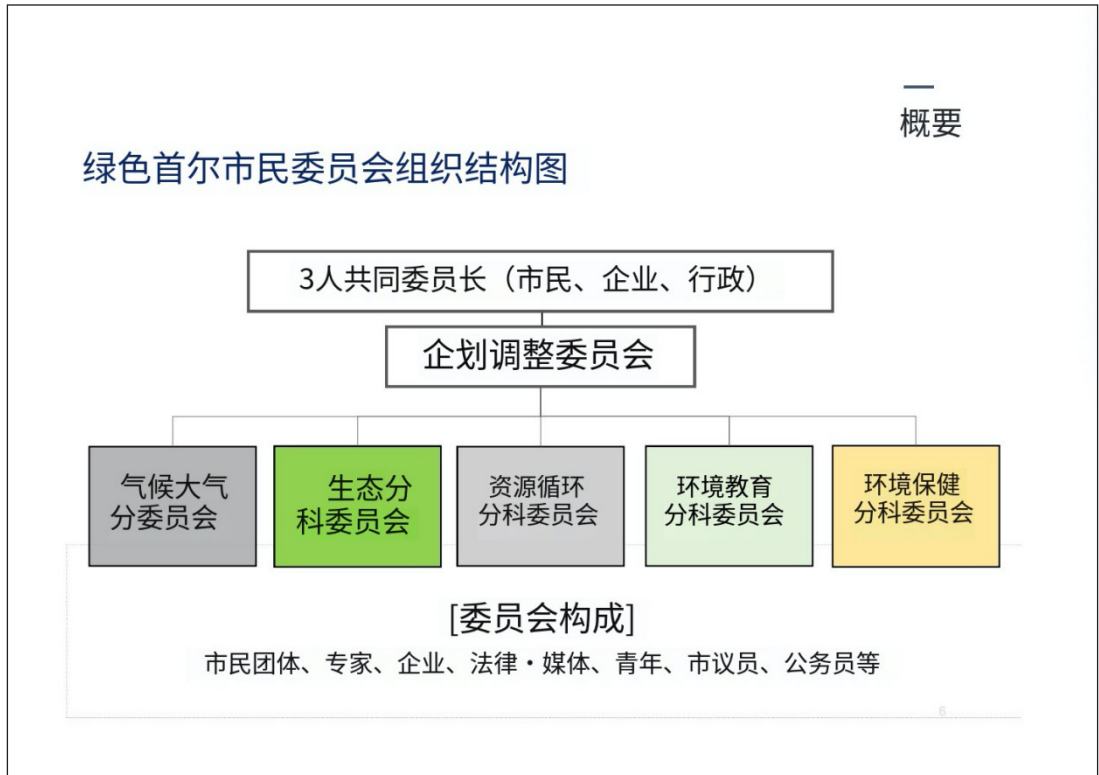 概要
绿色首尔市民委员会组织结构图
3人共同委员长（市民、企业、行政）
企划调整委员会
气候大气
分委员会
生态分
科委员会
资源循环
分科委员会
环境教育
分科委员会
环境保健
分科委员会
[委员会构成]
市民团体、专家、企业、法律·媒体、青年、市议员、公务员等
6